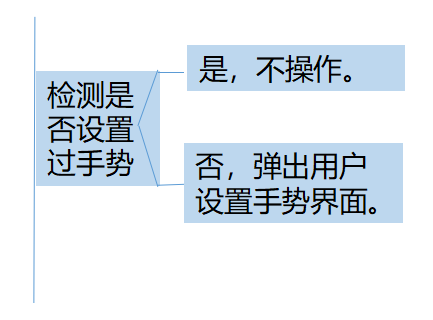 检测是
否设置
过手势
是，不操作。
否，弹出用户
设置手势界面。